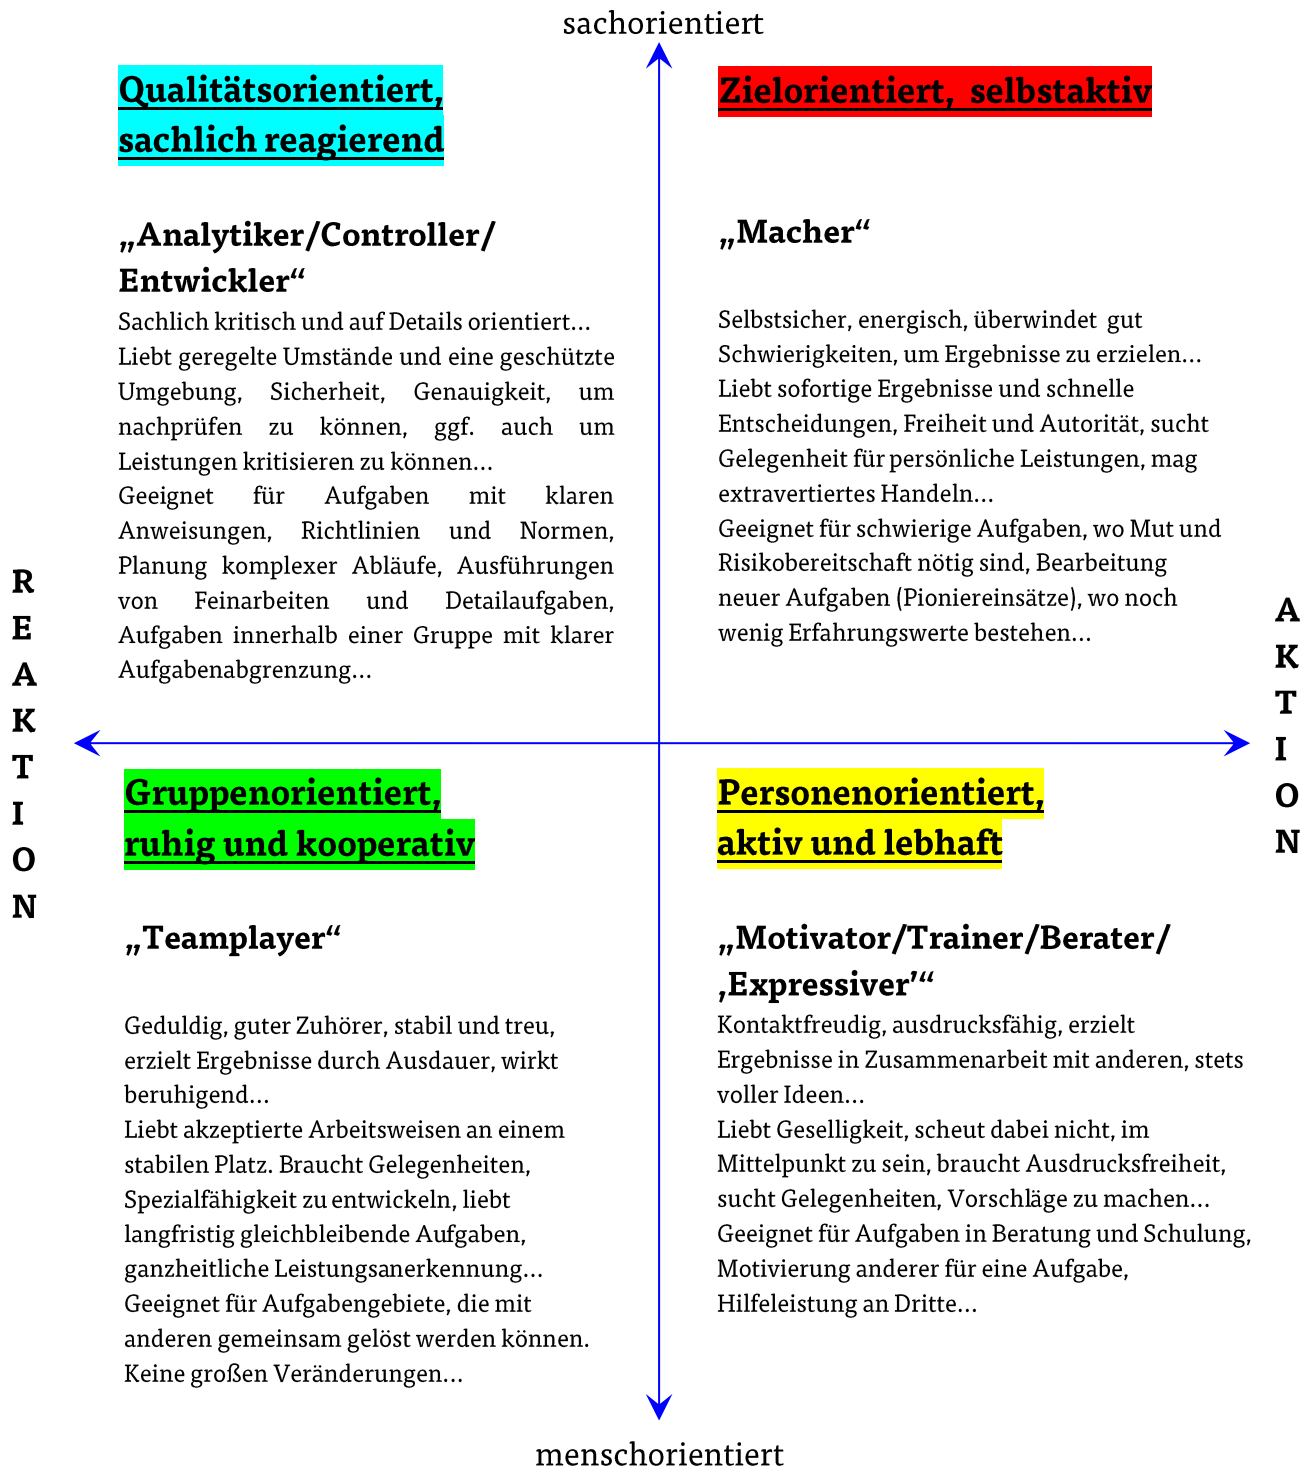 sachorientiert
Qualitätsorientiert,
sachlich reagierend
„Analytiker/Controller/
Entwickler“
Sachlich kritisch und auf Details orientiert…
Liebt geregelte Umstände und eine geschützte
Umgebung, Sicherheit, Genauigkeit, um
nachprüfen zu können, ggf. auch um
Leistungen kritisieren zu können…
Geeignet für Aufgaben mit klaren
Anweisungen, Richtlinien und Normen,
Planung komplexer Abläufe, Ausführungen
von Feinarbeiten und Detailaufgaben,
Aufgaben innerhalb einer Gruppe mit klarer
Aufgabenabgrenzung…
Zielorientiert, selbstaktiv
„Macher“
Selbstsicher, energisch, überwindet gut
Schwierigkeiten, um Ergebnisse zu erzielen…
Liebt sofortige Ergebnisse und schnelle
Entscheidungen, Freiheit und Autorität, sucht
Gelegenheit für persönliche Leistungen, mag
extravertiertes Handeln…
Geeignet für schwierige Aufgaben, wo Mut und
Risikobereitschaft nötig sind, Bearbeitung
neuer Aufgaben (Pioniereinsätze), wo noch
wenig Erfahrungswerte bestehen…
REAKTION
AKTION
Gruppenorientiert,
ruhig und kooperativ
„Teamplayer“
Geduldig, guter Zuhörer, stabil und treu,
erzielt Ergebnisse durch Ausdauer, wirkt
beruhigend…
Liebt akzeptierte Arbeitsweisen an einem
stabilen Platz. Braucht Gelegenheiten,
Spezialfähigkeit zu entwickeln, liebt
langfristig gleichbleibende Aufgaben,
ganzheitliche Leistungsanerkennung…
Geeignet für Aufgabengebiete, die mit
anderen gemeinsam gelöst werden können.
Keine großen Veränderungen…
Personenorientiert,
aktiv und lebhaft
„Motivator/Trainer/Berater/
‚Expressiver’“
Kontaktfreudig, ausdrucksfähig, erzielt
Ergebnisse in Zusammenarbeit mit anderen, stets
voller Ideen…
Liebt Geselligkeit, scheut dabei nicht, im
Mittelpunkt zu sein, braucht Ausdrucksfreiheit,
sucht Gelegenheiten, Vorschläge zu machen…
Geeignet für Aufgaben in Beratung und Schulung,
Motivierung anderer für eine Aufgabe,
Hilfeleistung an Dritte…
menschorientiert